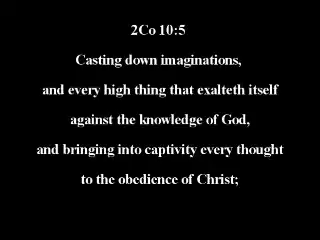 2Co 10:5
Casting down imaginations,
and every high thing that exalteth itself
against the knowledge of God,
and bringing into captivity every thought
to the obedience of Christ;